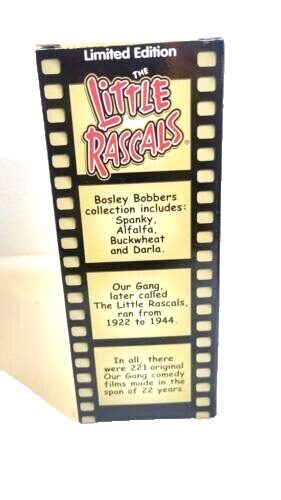 Limited Edition
THE
LITTLE
RASCALS®
Bosley Bobbers
collection includes:
Spanky,
Alfalfa,
Buckwheat
and Darla.
Our Gang,
later called
The Little Rascals,
ran from
1922 to 1944.
In all, there
were 221 original
Our Gang comedy
films made in the
span of 22 years.